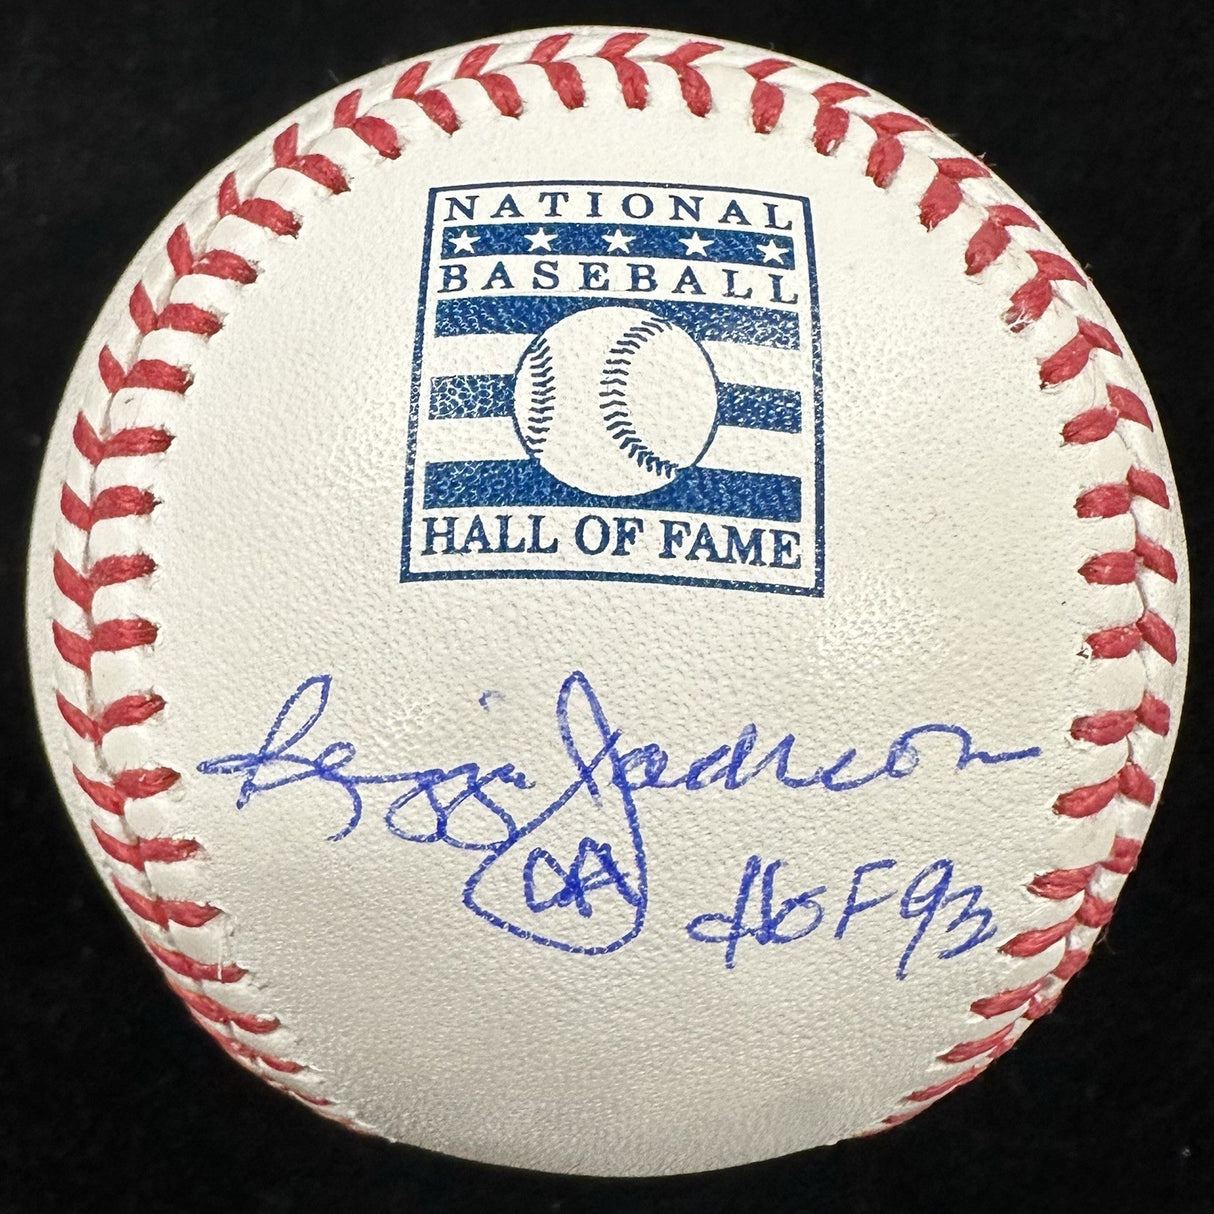 NATIONAL
BASEBALL
HALL OF FAME
Reggie Jackson
HOF 93